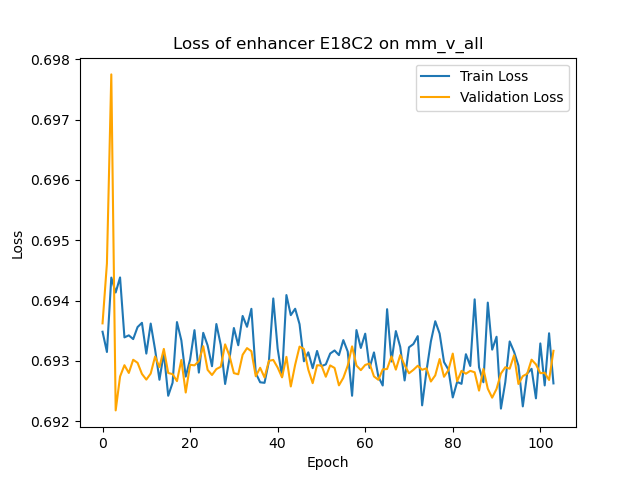 Loss of enhancer E18C2 on mm_v_all
Train Loss
Validation Loss
0.698
0.697
0.696
0.695
0.694
0.693
0.692
Loss
0
20
40
60
80
100
Epoch